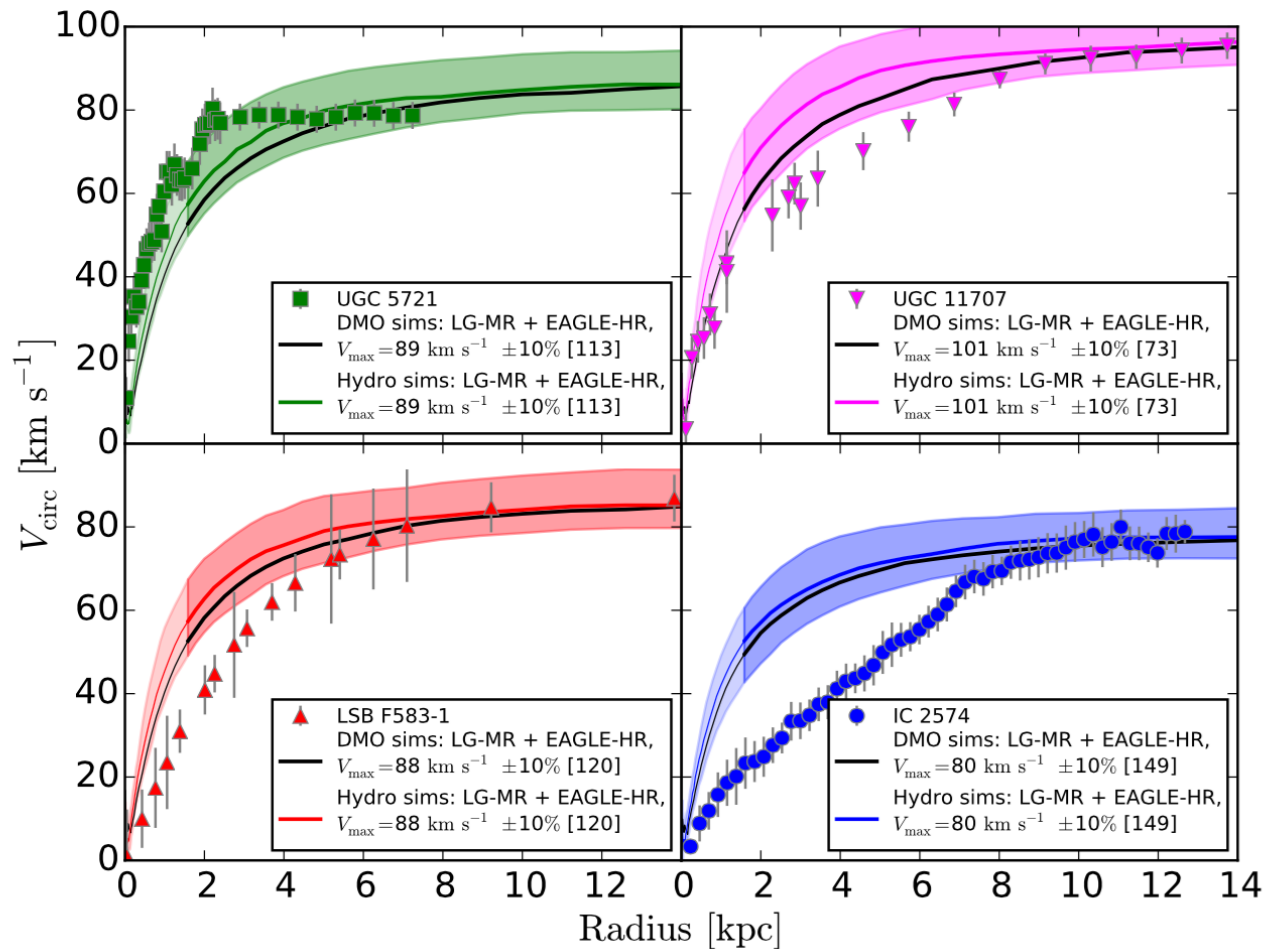 100
80
60
40
20
0
UGC 5721
DMO sims: LG-MR + EAGLE-HR,
V_max=89 km s⁻¹ ±10% [113]
Hydro sims: LG-MR + EAGLE-HR,
V_max=89 km s⁻¹ ±10% [113]
UGC 11707
DMO sims: LG-MR + EAGLE-HR,
V_max=101 km s⁻¹ ±10% [73]
Hydro sims: LG-MR + EAGLE-HR,
V_max=101 km s⁻¹ ±10% [73]
V_circ [km s⁻¹]
80
60
40
20
0
LSB F583-1
DMO sims: LG-MR + EAGLE-HR,
V_max=88 km s⁻¹ ±10% [120]
Hydro sims: LG-MR + EAGLE-HR,
V_max=88 km s⁻¹ ±10% [120]
IC 2574
DMO sims: LG-MR + EAGLE-HR,
V_max=80 km s⁻¹ ±10% [149]
Hydro sims: LG-MR + EAGLE-HR,
V_max=80 km s⁻¹ ±10% [149]
0 2 4 6 8 10 12 0 2 4 6 8 10 12 14
Radius [kpc]